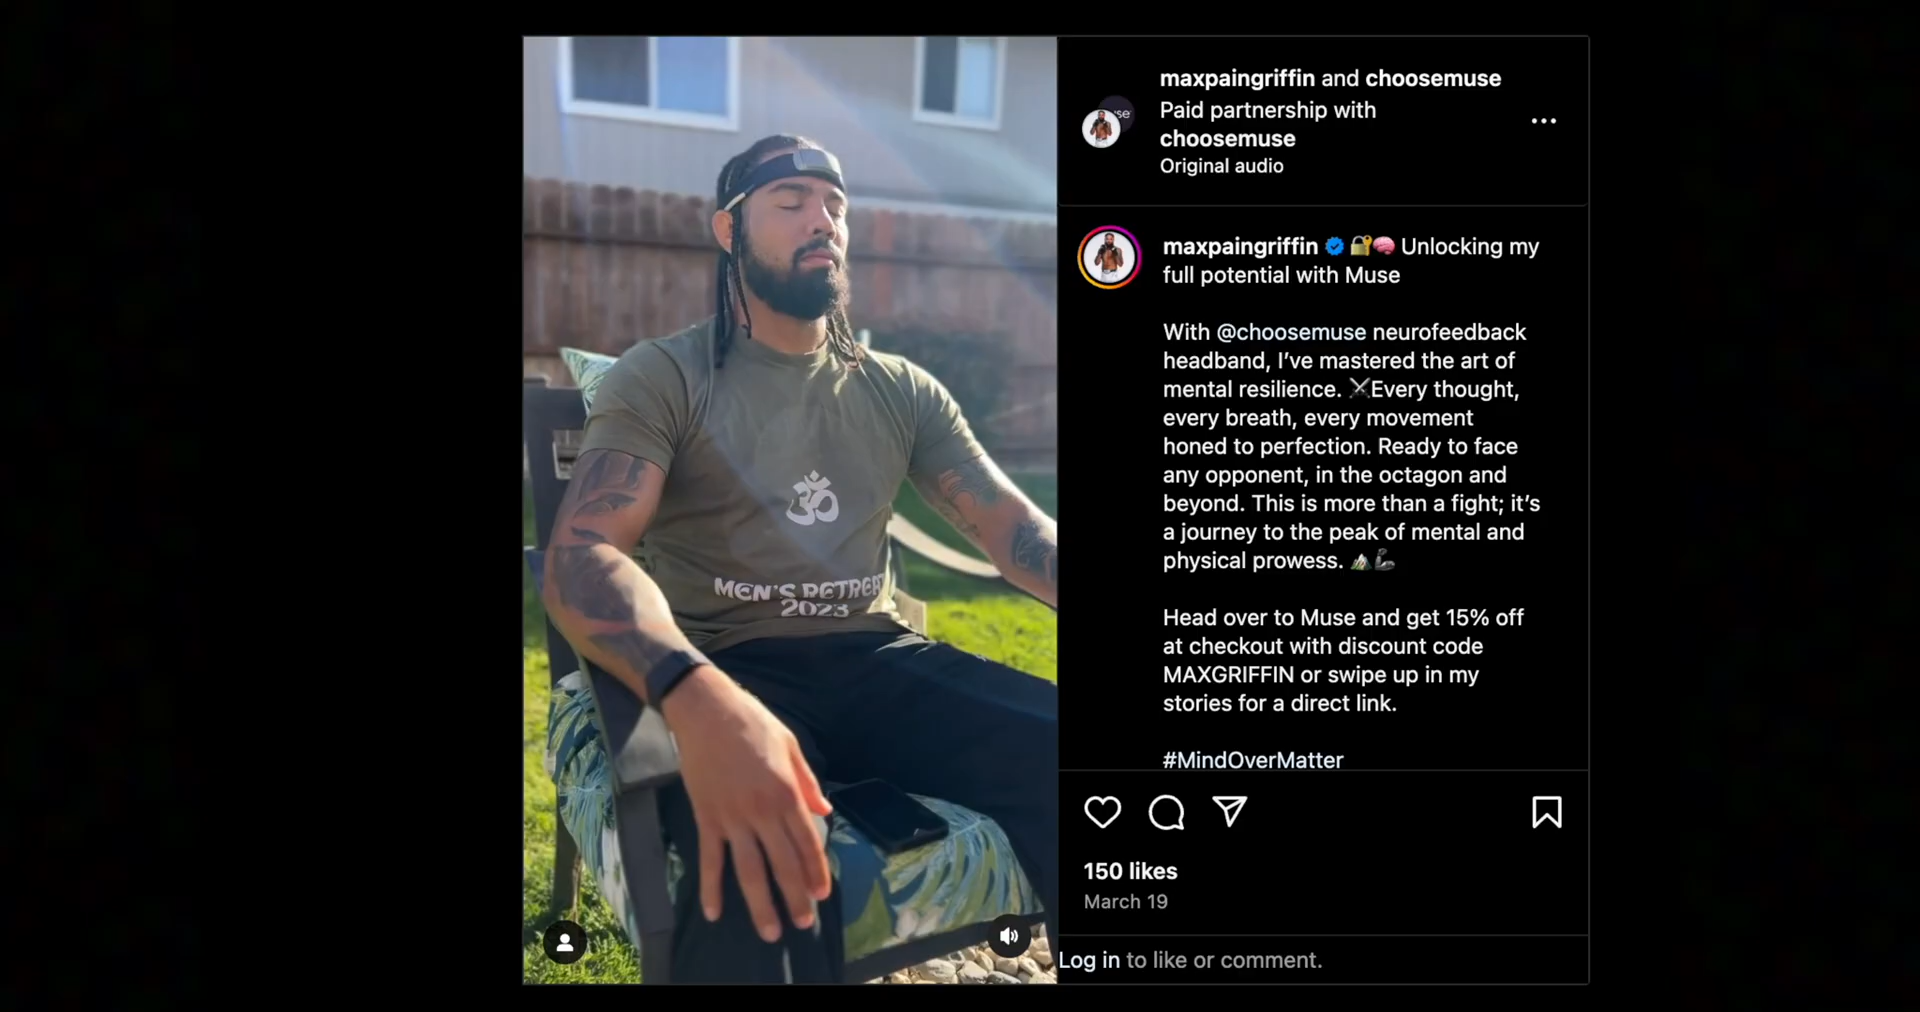 maxpaingriffin and choosemuse
Paid partnership with
choosemuse
Original audio
se
maxpaingriffin 🔐🧠 Unlocking my
full potential with Muse
With @choosemuse neurofeedback
headband, I’ve mastered the art of
mental resilience. ⚔️Every thought,
every breath, every movement
honed to perfection. Ready to face
any opponent, in the octagon and
beyond. This is more than a fight; it’s
a journey to the peak of mental and
physical prowess. 🏔️🦾
Head over to Muse and get 15% off
at checkout with discount code
MAXGRIFFIN or swipe up in my
stories for a direct link.
#MindOverMatter
150 likes
March 19
Log in to like or comment.
ॐ
MEN'S RETREAT
2023